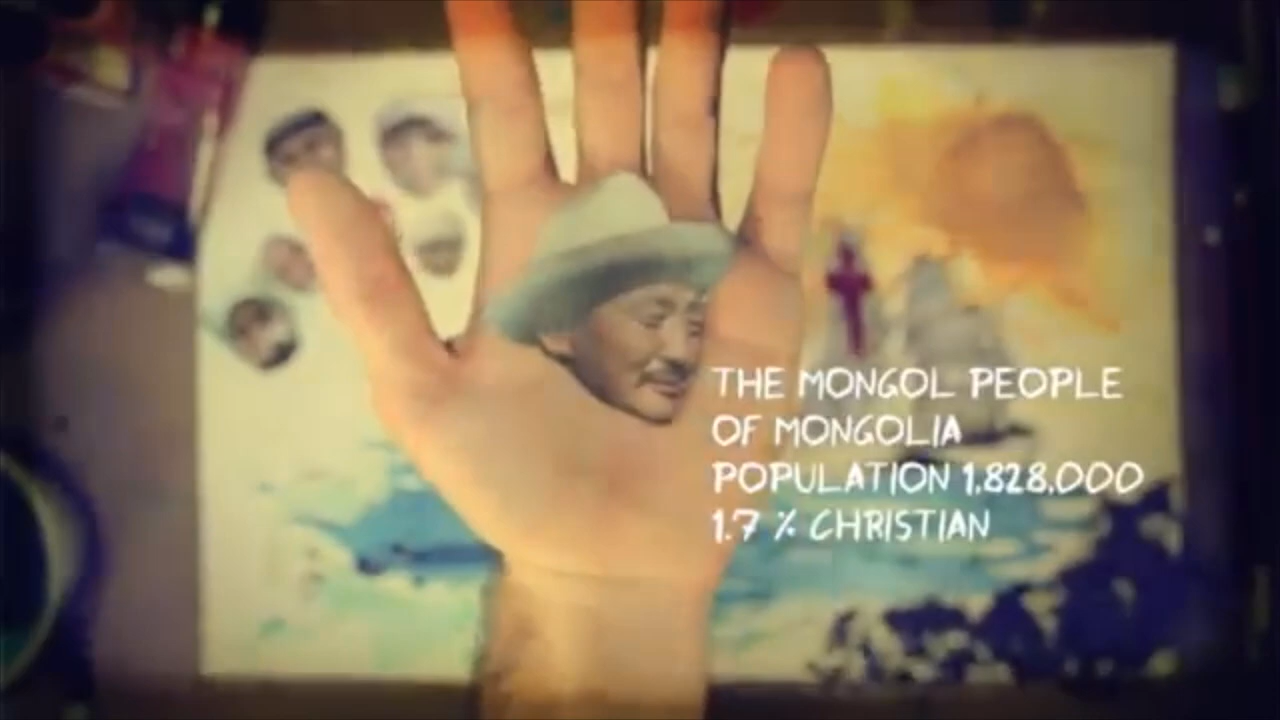 THE MONGOL PEOPLE
OF MONGOLIA
POPULATION 1,828,000
1.7 % CHRISTIAN